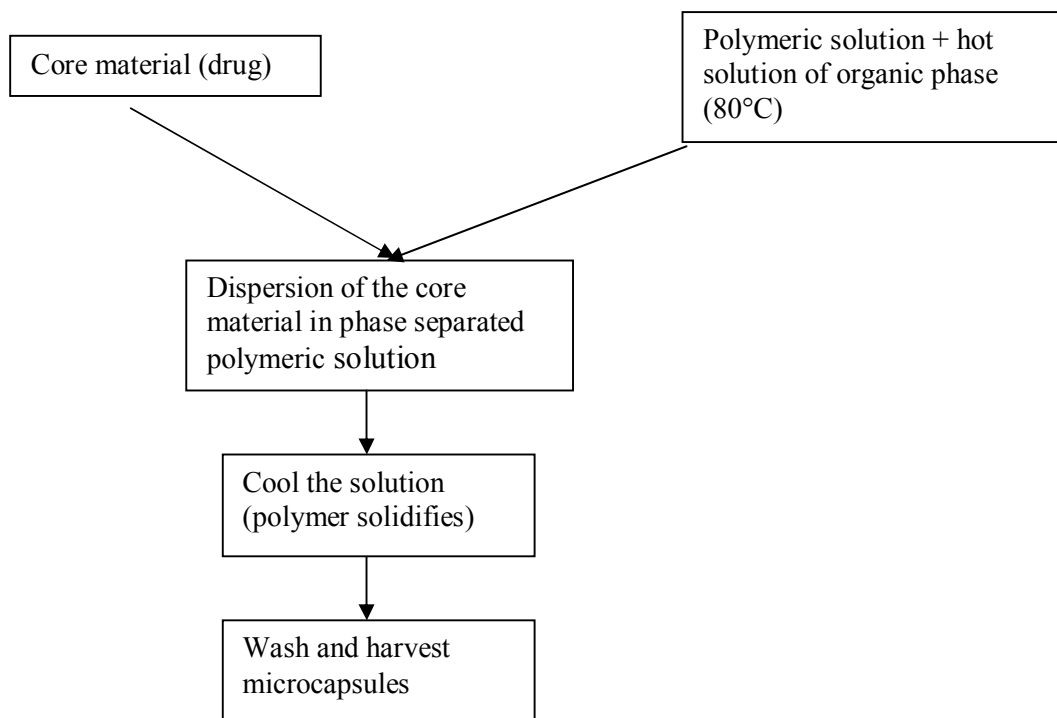 Core material (drug)
Polymeric solution + hot
solution of organic phase
(80°C)
Dispersion of the core
material in phase separated
polymeric solution
Cool the solution
(polymer solidifies)
Wash and harvest
microcapsules